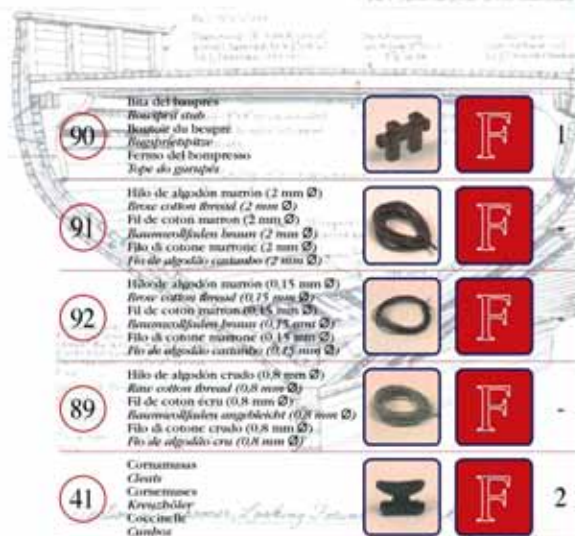 90
Bita del bauprés
Bowsprit stub
Boutoir du beupré
Bugsprietspitze
Fermo del bompresso
Tope do gurupés
F
1
91
Hilo de algodón marrón (2 mm Ø)
Brow cotton thread (2 mm Ø)
Fil de coton marron (2 mm Ø)
Baumwollfaden braun (2 mm Ø)
Filo di cotone marrone (2 mm Ø)
Fio de algodão castanho (2 mm Ø)
F
-
92
Hilo de algodón marrón (0,15 mm Ø)
Brow cotton thread (0,15 mm Ø)
Fil de coton marron (0,15 mm Ø)
Baumwollfaden braun (0,15 mm Ø)
Filo di cotone marrone (0,15 mm Ø)
Fio de algodão castanho (0,15 mm Ø)
F
-
89
Hilo de algodón crudo (0,8 mm Ø)
Raw cotton thread (0,8 mm Ø)
Fil de coton écru (0,8 mm Ø)
Baumwollfaden ungebleicht (0,8 mm Ø)
Filo di cotone crudo (0,8 mm Ø)
Fio de algodão cru (0,8 mm Ø)
F
-
41
Cornamusas
Cleats
Cornemuses
Kreuzhölzer
Coccinelle
Cunhos
F
2
Looking